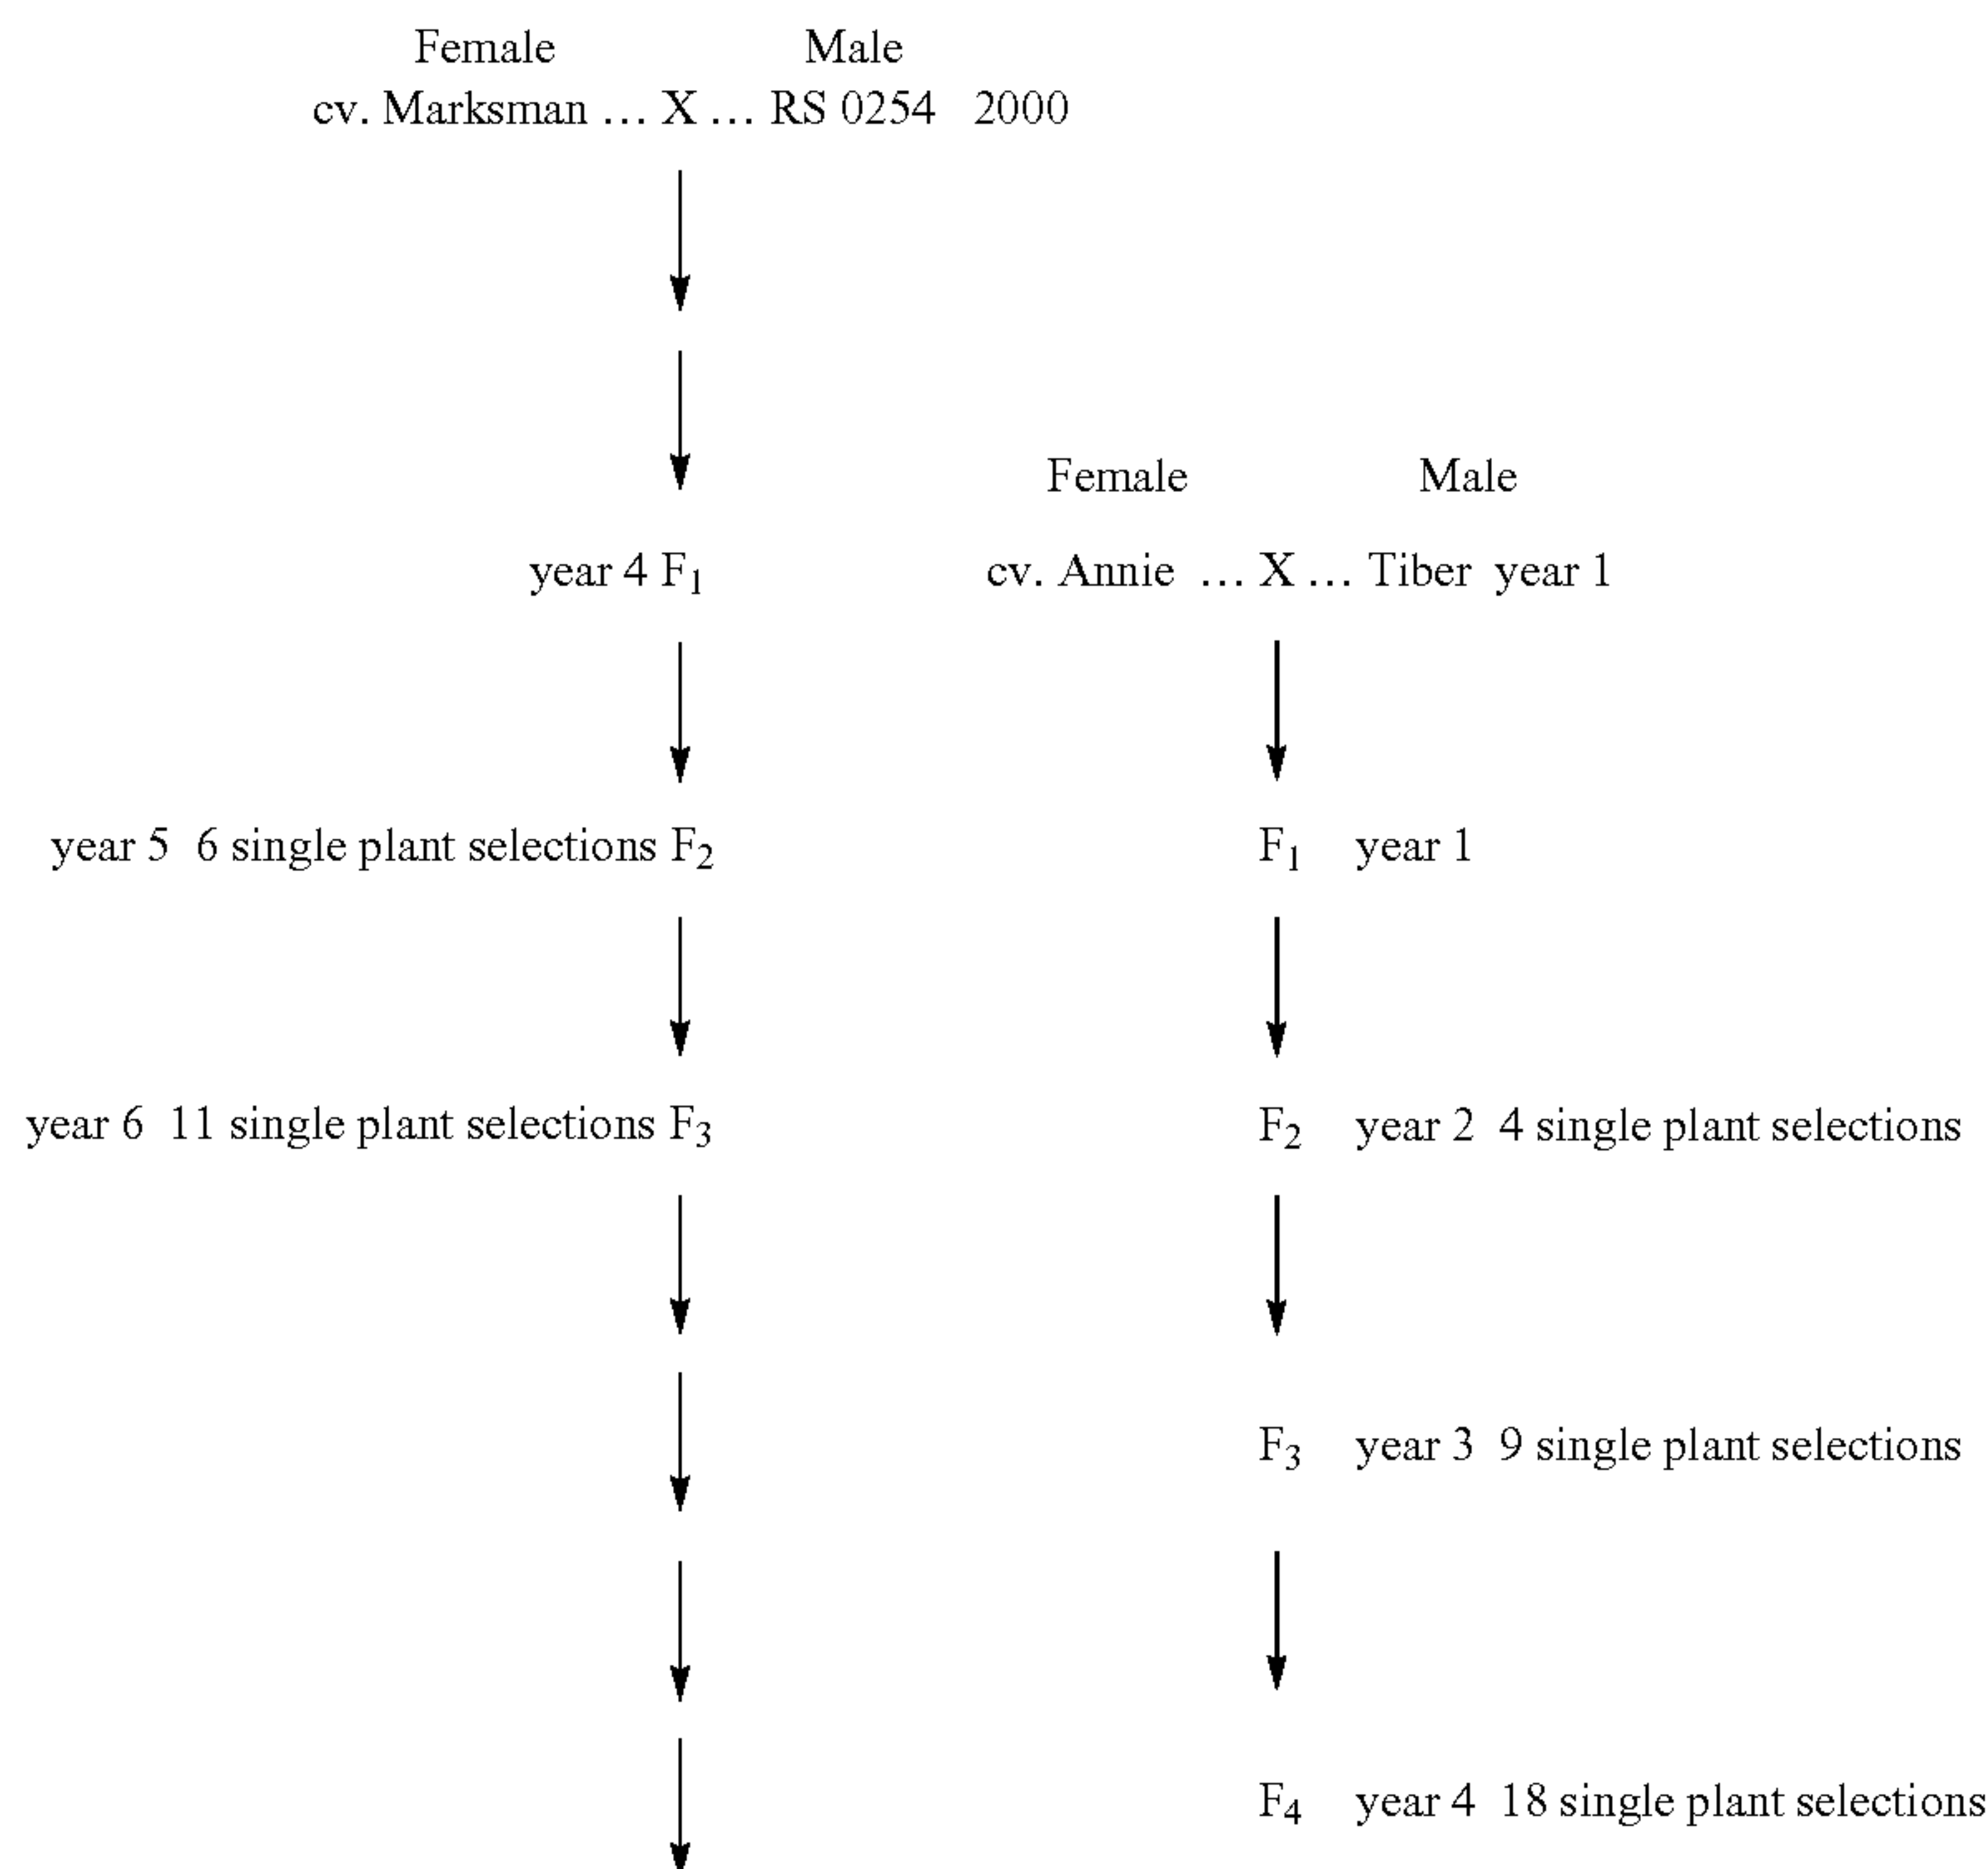 Female Male
cv. Marksman … X … RS 0254 2000
Female Male
year 4 F₁ cv. Annie … X … Tiber year 1
year 5 6 single plant selections F₂ F₁ year 1
year 6 11 single plant selections F₃ F₂ year 2 4 single plant selections
F₃ year 3 9 single plant selections
F₄ year 4 18 single plant selections